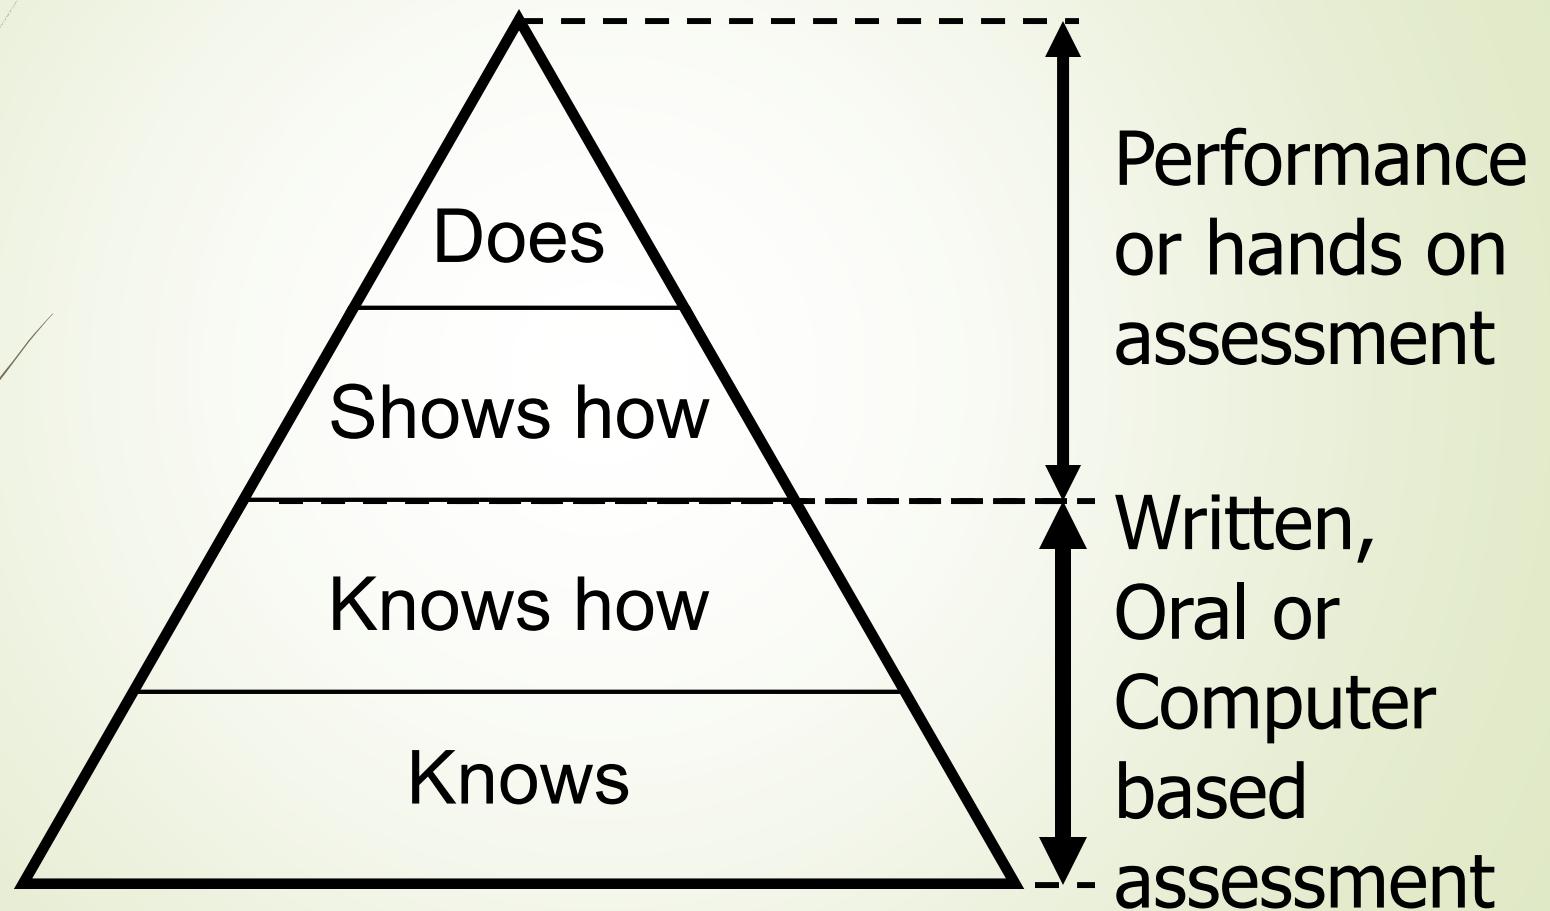 Does
Shows how
Knows how
Knows
Performance
or hands on
assessment
Written,
Oral or
Computer
based
assessment